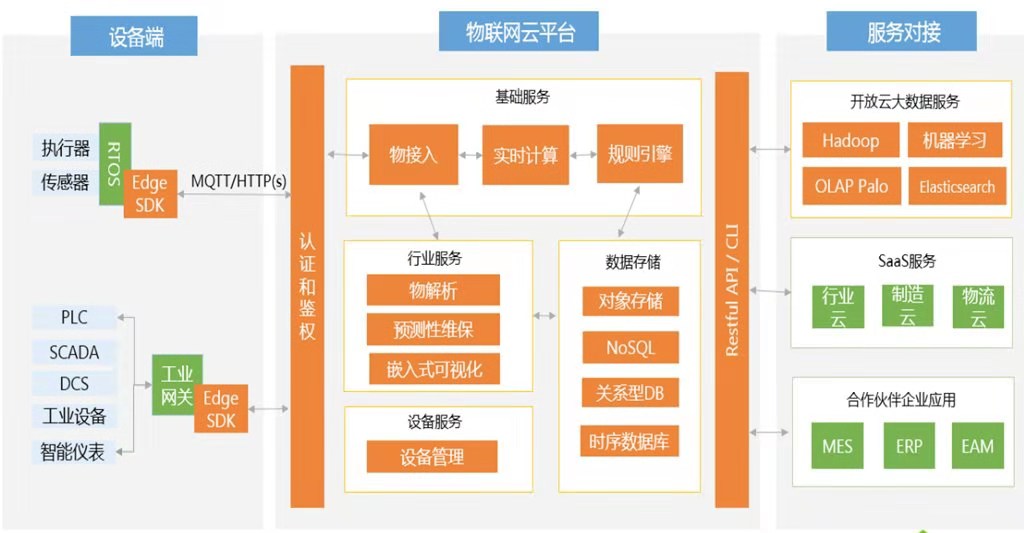 设备端
物联网云平台
服务对接
执行器
传感器
RTOS
Edge
SDK
MQTT/HTTP(s)
PLC
SCADA
DCS
工业设备
智能仪表
工业
网关
Edge
SDK
认证和鉴权
基础服务
物接入
实时计算
规则引擎
行业服务
物解析
预测性维保
嵌入式可视化
设备服务
设备管理
数据存储
对象存储
NoSQL
关系型DB
时序数据库
Restful API / CLI
开放云大数据服务
Hadoop
机器学习
OLAP Palo
Elasticsearch
SaaS服务
行业
云
制造
云
物流
云
合作伙伴企业应用
MES
ERP
EAM